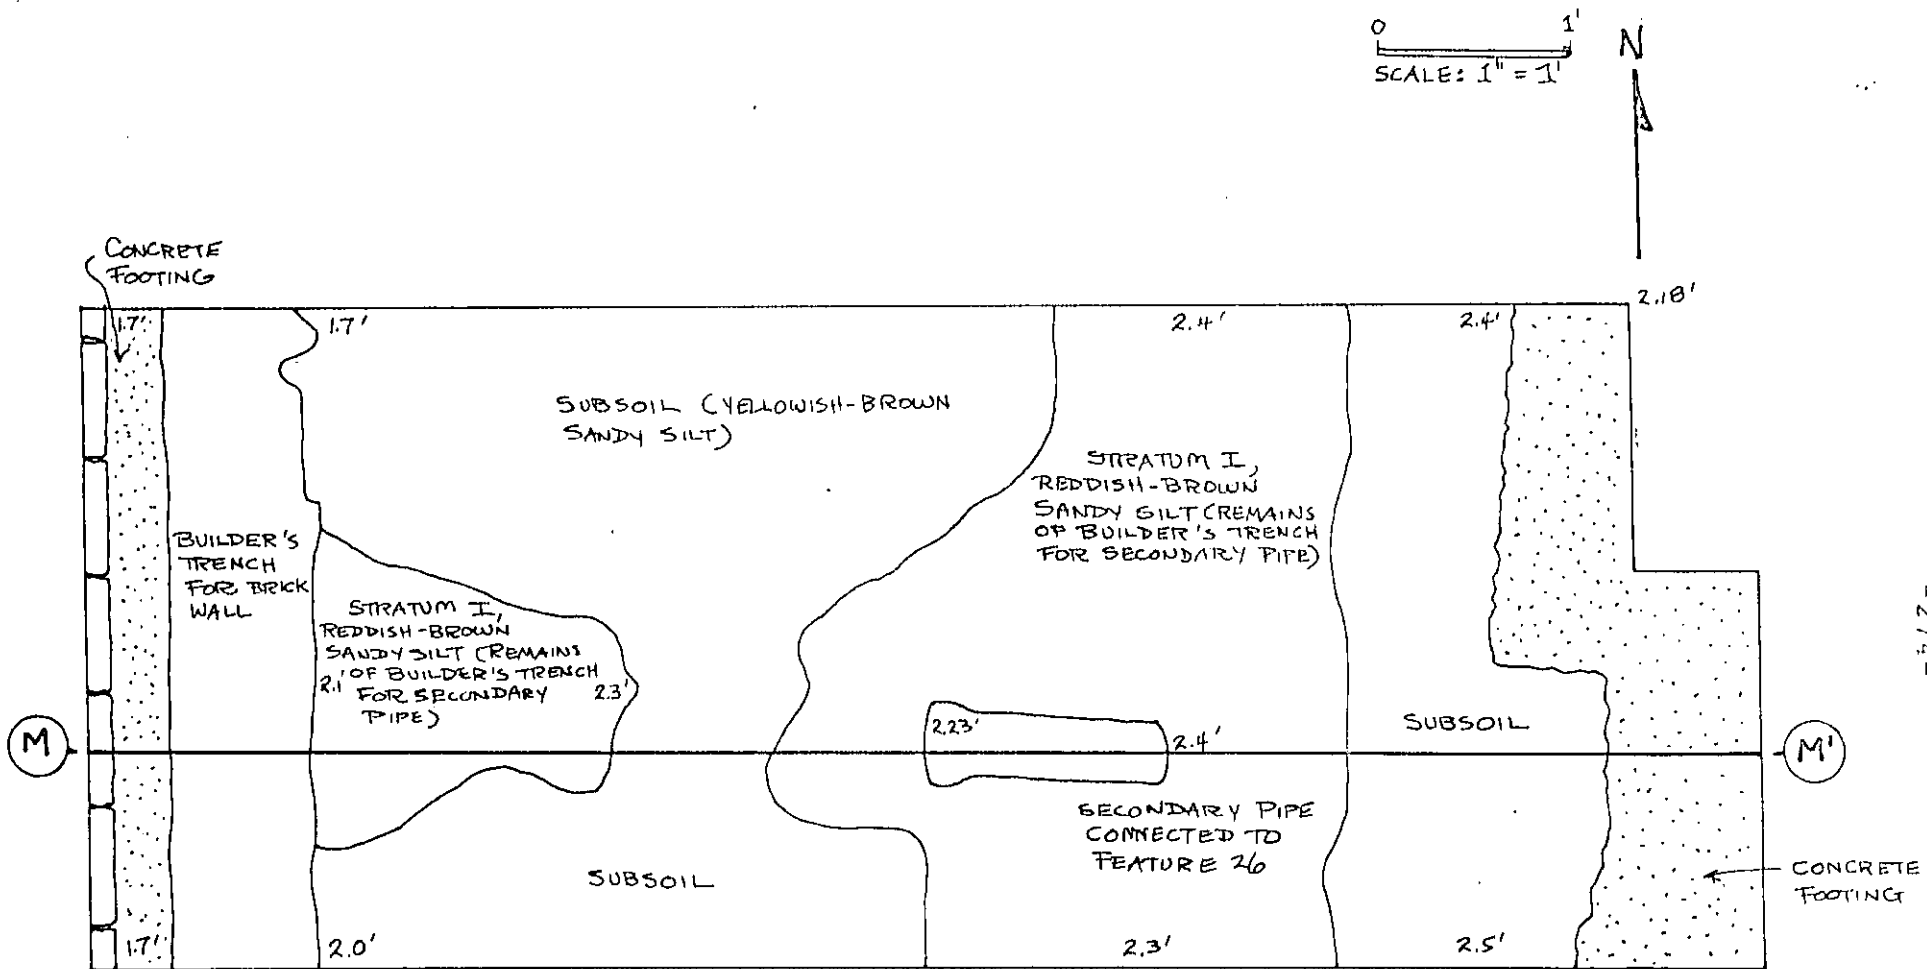 0 1'
SCALE: 1" = 1'
N
CONCRETE
FOOTING
2.18'
1.7'
1.7'
2.4'
2.4'
SUBSOIL (YELLOWISH-BROWN
SANDY SILT)
STRATUM I,
REDDISH-BROWN
SANDY SILT (REMAINS
OF BUILDER'S TRENCH
FOR SECONDARY PIPE)
BUILDER'S
TRENCH
FOR BRICK
WALL
STRATUM I,
REDDISH-BROWN
SANDY SILT (REMAINS
OF BUILDER'S TRENCH
2.1' FOR SECONDARY 2.3'
PIPE)
M
2.23'
2.4'
SUBSOIL
M'
SECONDARY PIPE
CONNECTED TO
FEATURE 26
SUBSOIL
CONCRETE
FOOTING
1.7'
2.0'
2.3'
2.5'